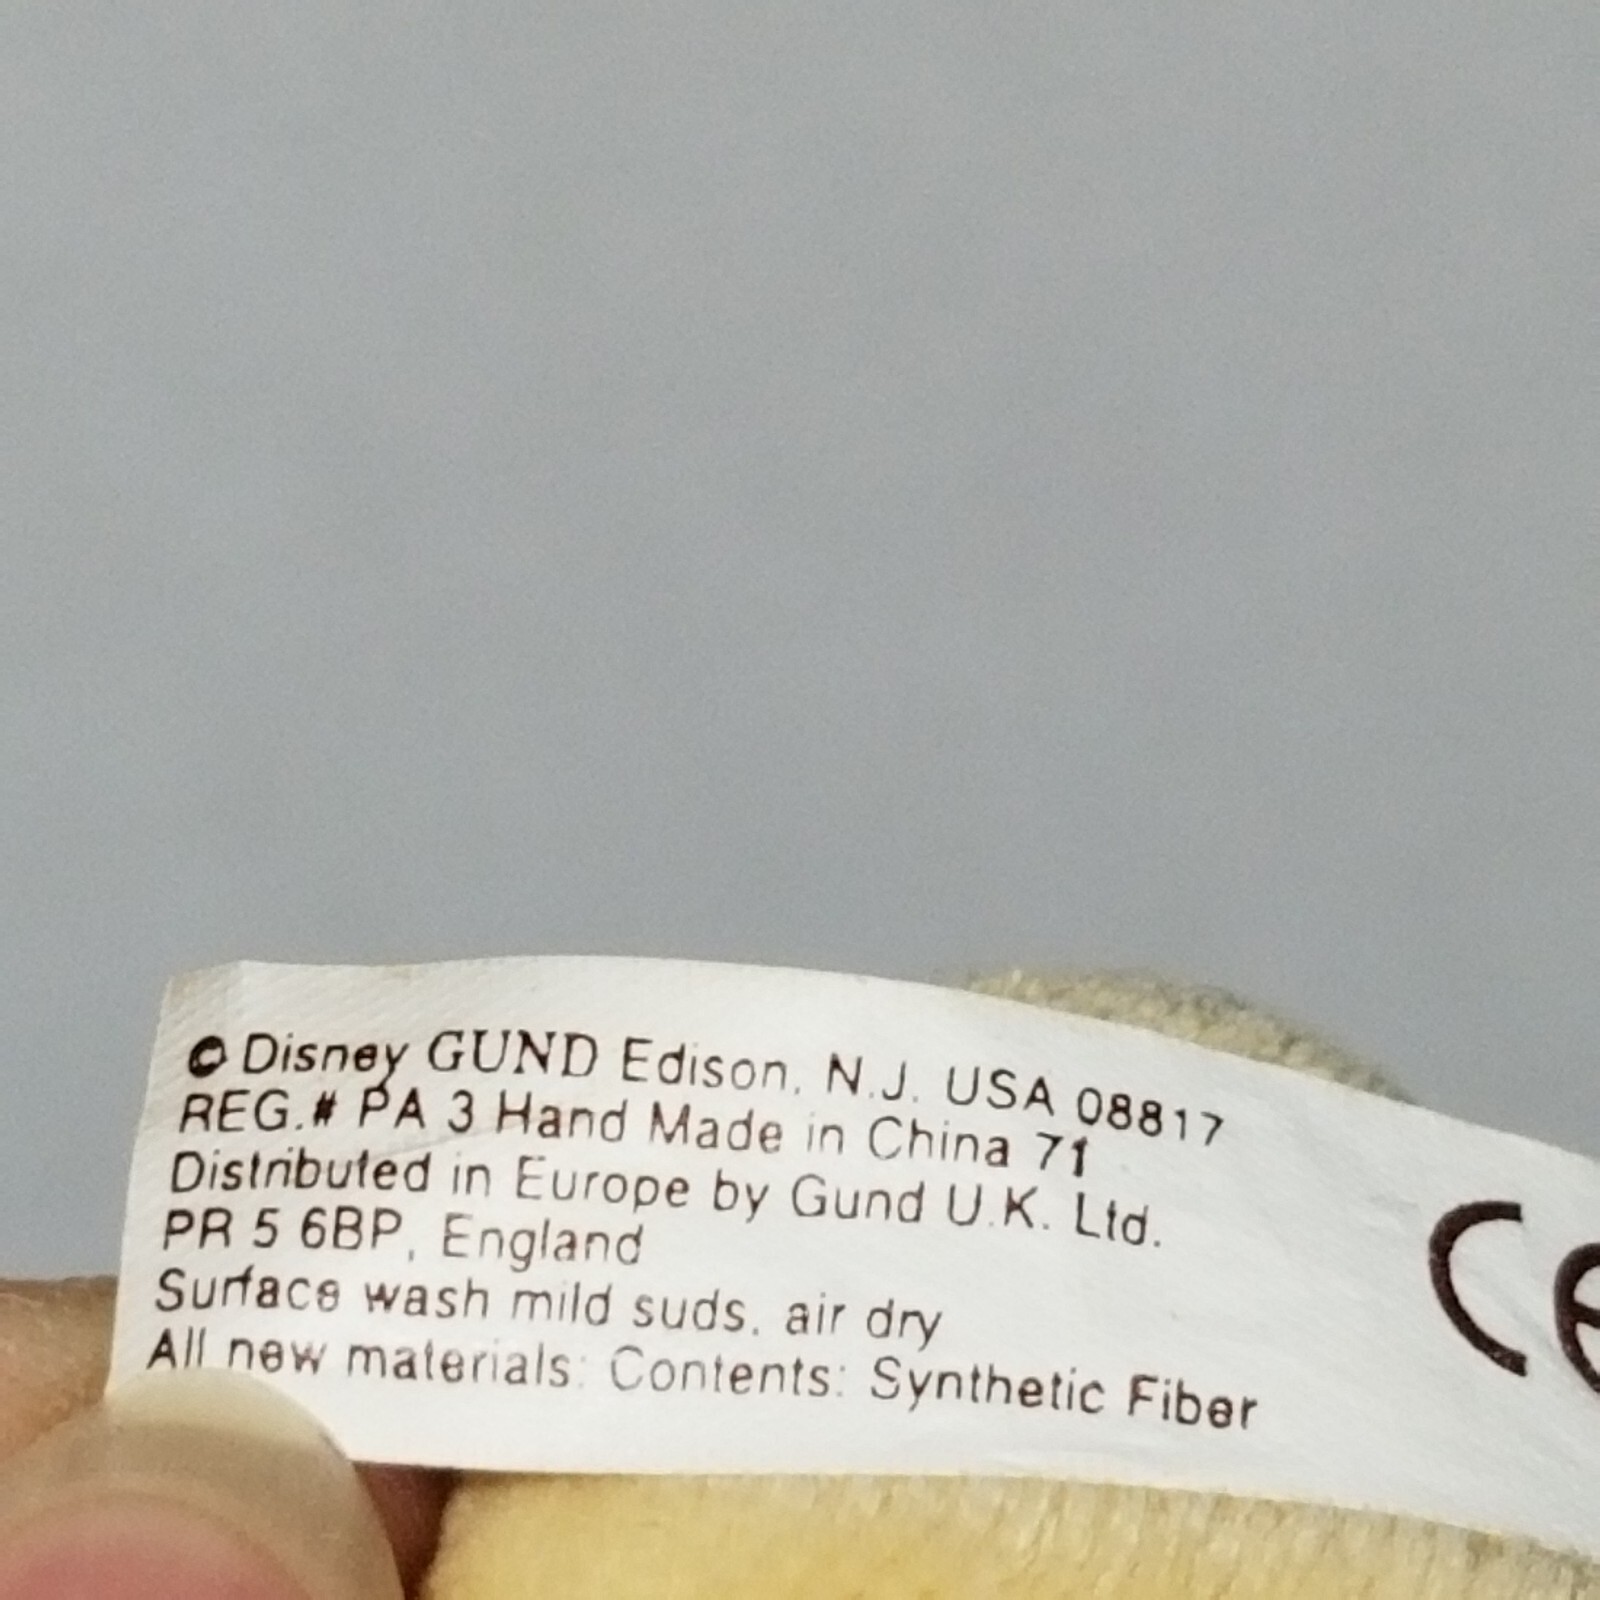 © Disney GUND Edison, N.J. USA 08817
REG.# PA 3 Hand Made in China 71
Distributed in Europe by Gund U.K. Ltd.
PR 5 6BP, England
Surface wash mild suds, air dry
All new materials: Contents: Synthetic Fiber
CE